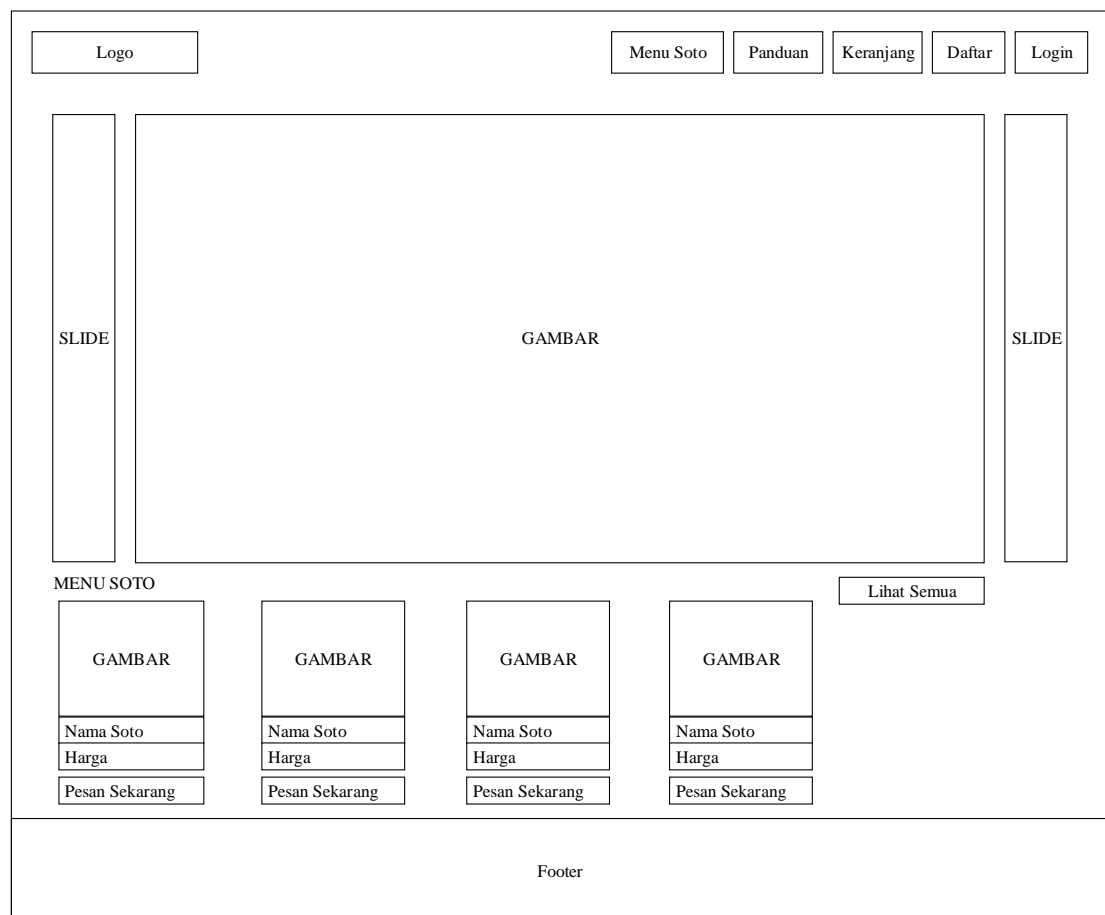 Logo
Menu Soto
Panduan
Keranjang
Daftar
Login
SLIDE
GAMBAR
SLIDE
MENU SOTO
Lihat Semua
GAMBAR
GAMBAR
GAMBAR
GAMBAR
Nama Soto
Nama Soto
Nama Soto
Nama Soto
Harga
Harga
Harga
Harga
Pesan Sekarang
Pesan Sekarang
Pesan Sekarang
Pesan Sekarang
Footer